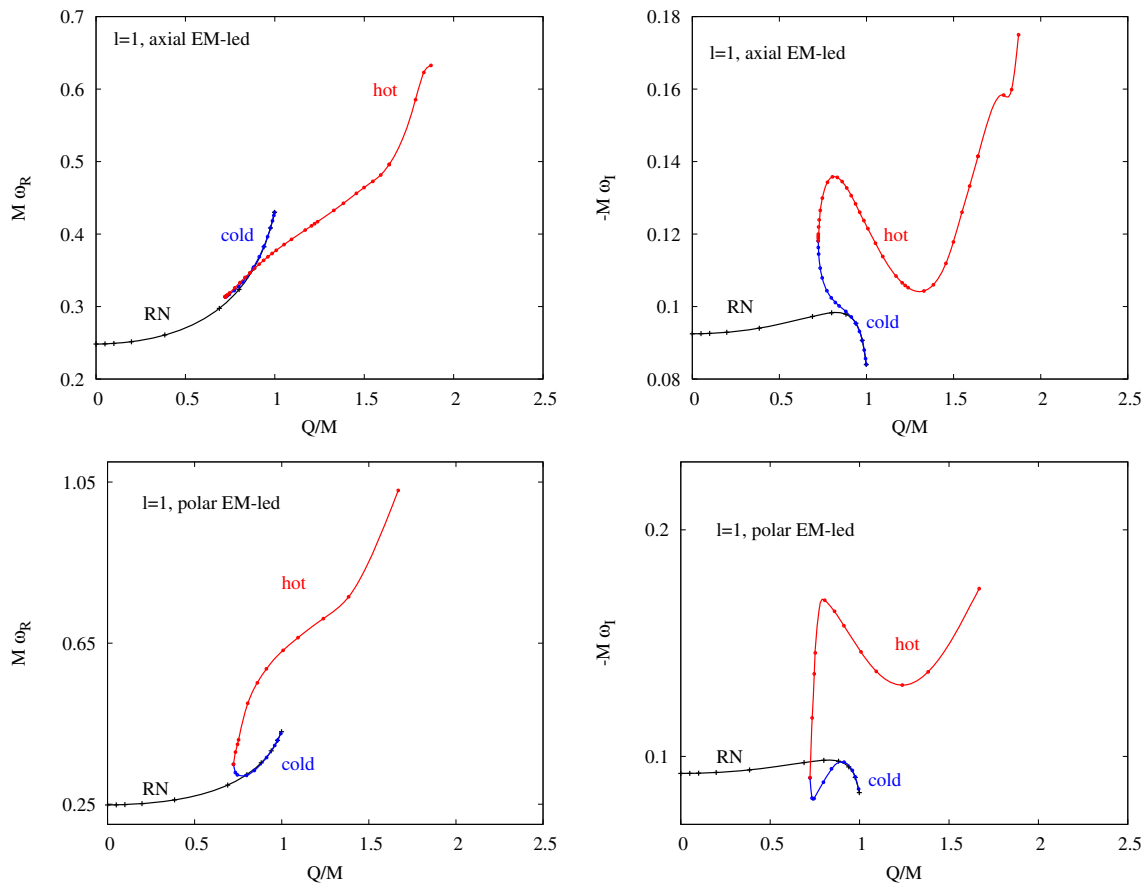 0.7
0.6
0.5
0.4
0.3
0.2
0 0.5 1 1.5 2 2.5
M ω_R
Q/M
l=1, axial EM-led
hot
cold
RN
0.18
0.16
0.14
0.12
0.1
0.08
0 0.5 1 1.5 2 2.5
-M ω_I
Q/M
l=1, axial EM-led
hot
RN
cold
1.05
0.65
0.25
0 0.5 1 1.5 2 2.5
M ω_R
Q/M
l=1, polar EM-led
hot
cold
RN
0.2
0.1
0 0.5 1 1.5 2 2.5
-M ω_I
Q/M
l=1, polar EM-led
hot
RN
cold